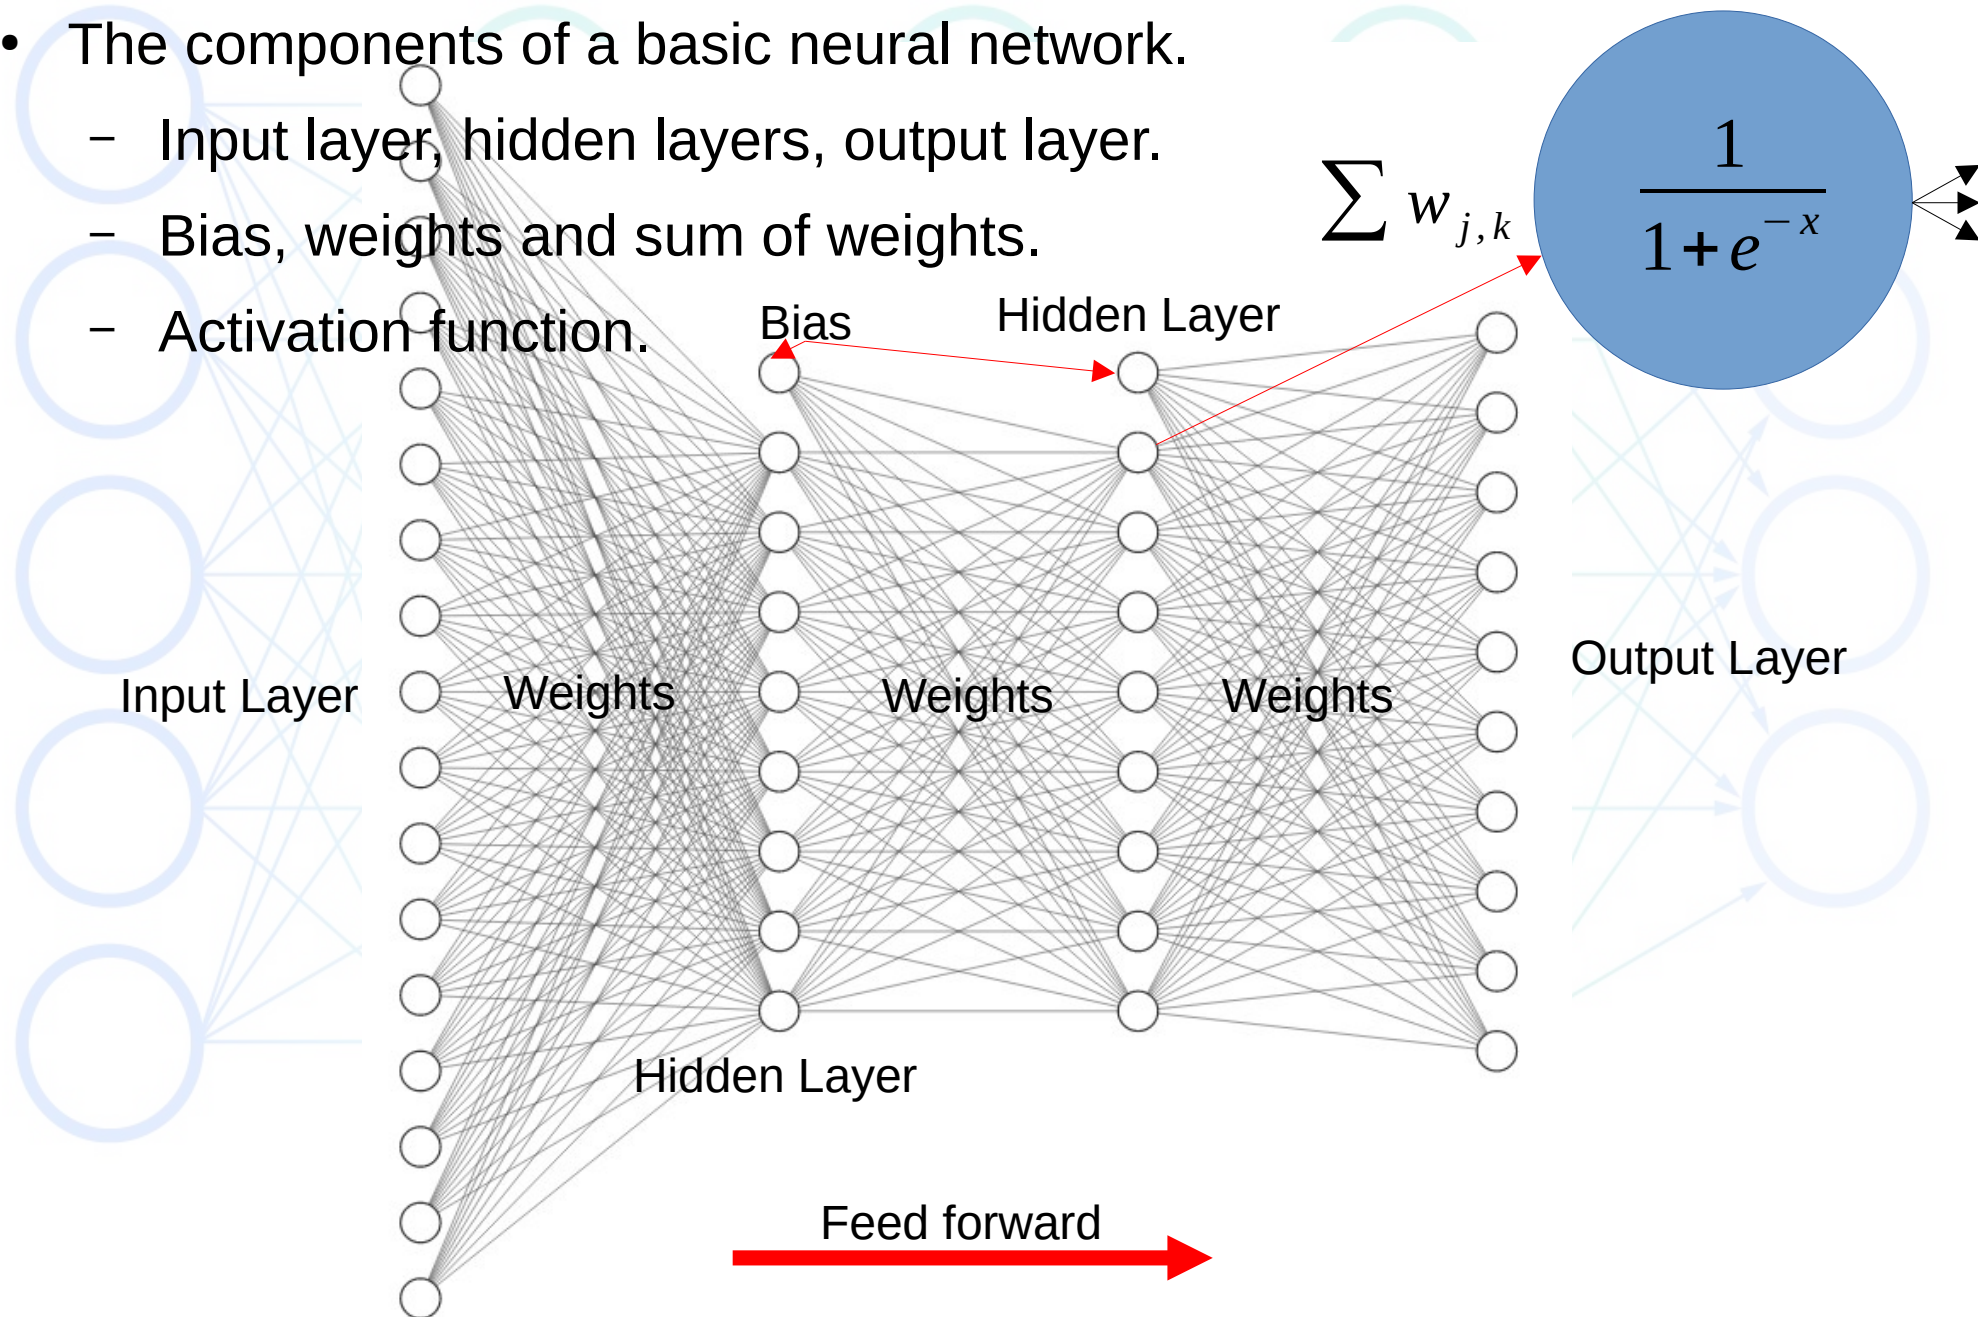 • The components of a basic neural network.
– Input layer, hidden layers, output layer.
– Bias, weights and sum of weights.
– Activation function.
∑ w j,k
1
1+e −x
Bias
Hidden Layer
Input Layer
Weights
Weights
Weights
Output Layer
Hidden Layer
Feed forward